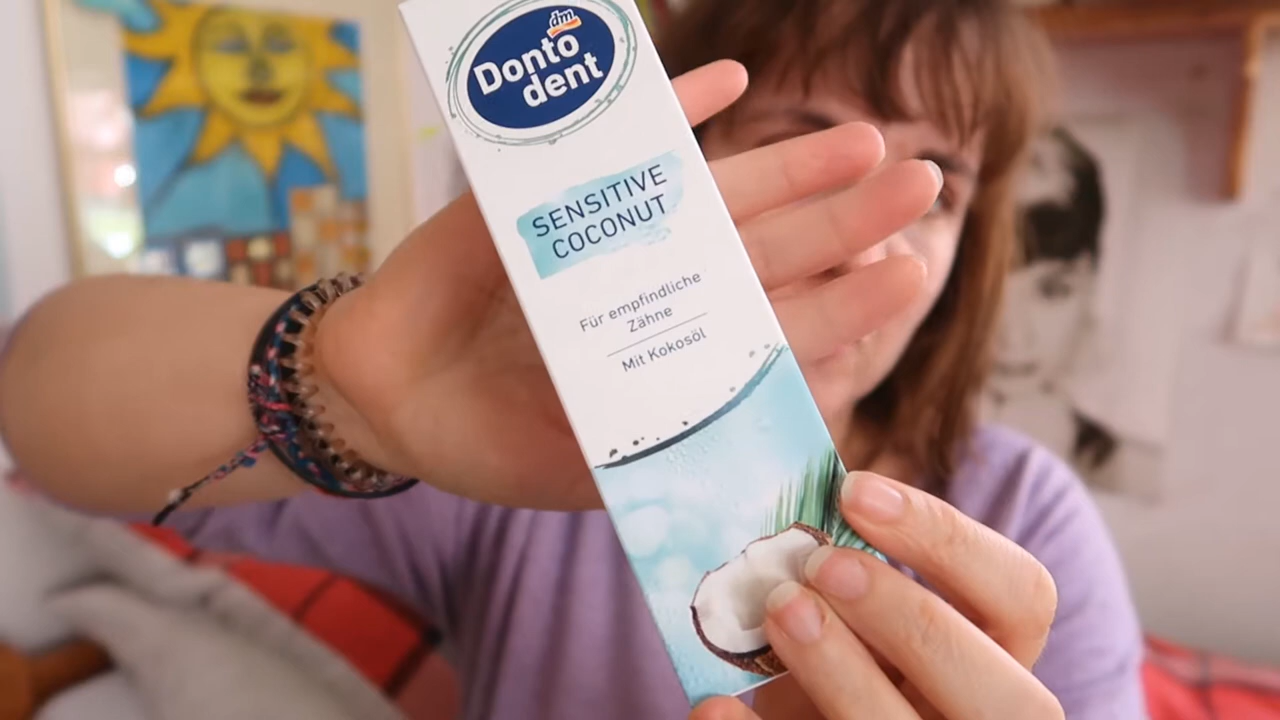 dm
Donto
dent
SENSITIVE
COCONUT
Für empfindliche
Zähne
Mit Kokosöl